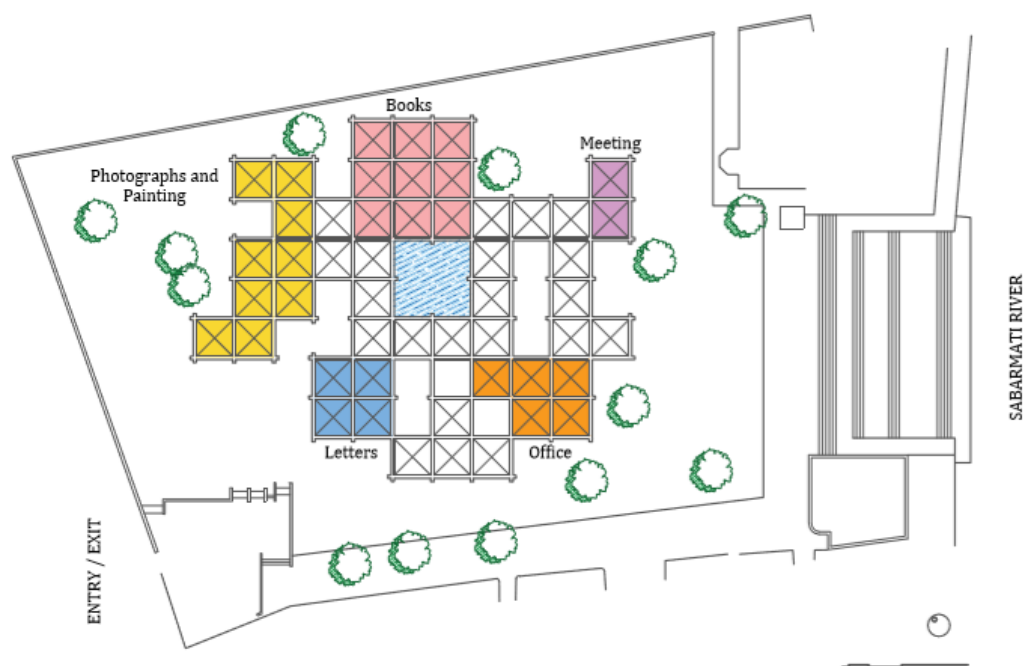 Books
Meeting
Photographs and
Painting
SABARMATI RIVER
Letters
Office
ENTRY / EXIT